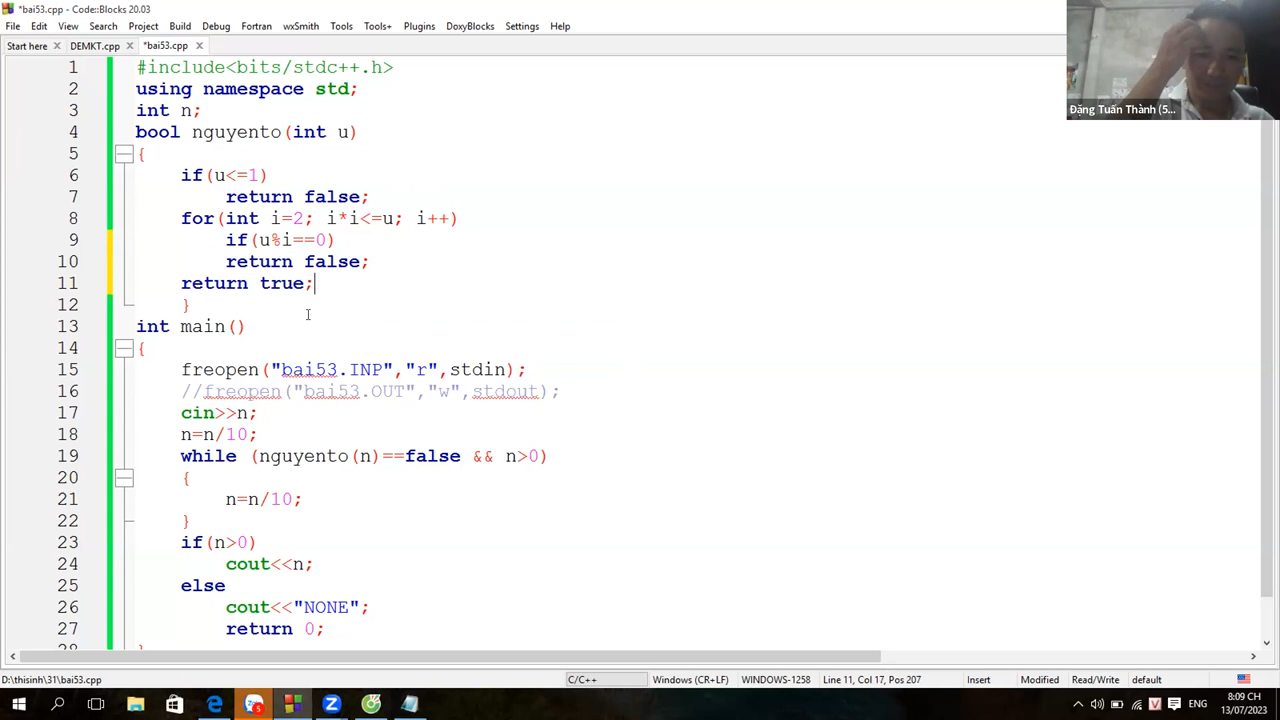 *bai53.cpp - Code::Blocks 20.03
File Edit View Search Project Build Debug Fortran wxSmith Tools Tools+ Plugins DoxyBlocks Settings Help
Start here DEMKT.cpp *bai53.cpp
Đặng Tuấn Thành (5...
1 #include<bits/stdc++.h>
2 using namespace std;
3 int n;
4 bool nguyento(int u)
5 {
6 if(u<=1)
7 return false;
8 for(int i=2; i*i<=u; i++)
9 if(u%i==0)
10 return false;
11 return true;
12 }
13 int main()
14 {
15 freopen("bai53.INP","r",stdin);
16 //freopen("bai53.OUT","w",stdout);
17 cin>>n;
18 n=n/10;
19 while (nguyento(n)==false && n>0)
20 {
21 n=n/10;
22 }
23 if(n>0)
24 cout<<n;
25 else
26 cout<<"NONE";
27 return 0;
28 }
D:\thisinh\31\bai53.cpp C/C++ Windows (CR+LF) WINDOWS-1258 Line 11, Col 17, Pos 207 Insert Modified Read/Write default
5 ENG 8:09 CH
13/07/2023